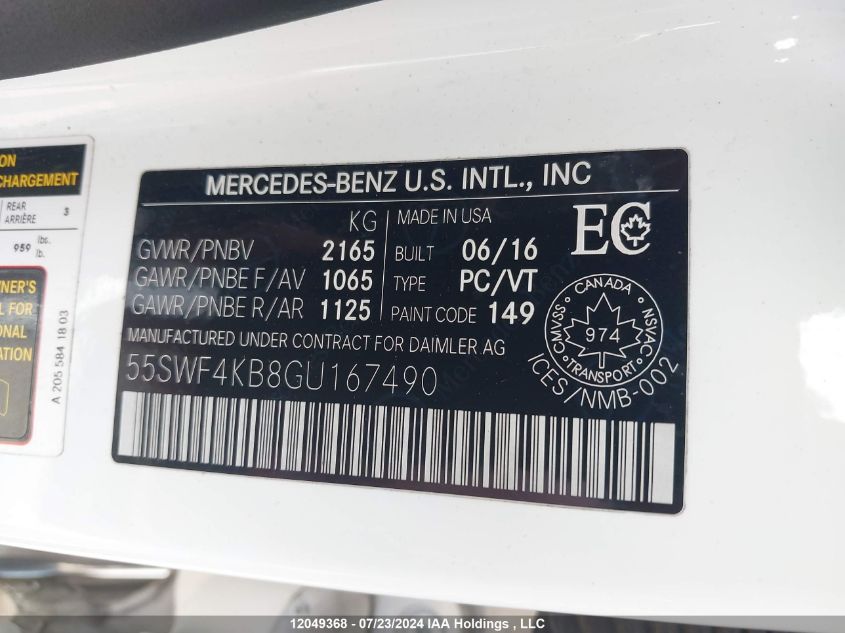 ON
CHARGEMENT
REAR
ARRIÈRE 3
959 lbs.
lb.
WNER'S
L FOR
ONAL
ATION
A 205 584 18 03
MERCEDES-BENZ U.S. INTL., INC
KG MADE IN USA
GVWR/PNBV 2165 BUILT 06/16
GAWR/PNBE F/AV 1065 TYPE PC/VT
GAWR/PNBE R/AR 1125 PAINT CODE 149
MANUFACTURED UNDER CONTRACT FOR DAIMLER AG
55SWF4KB8GU167490
EC
CANADA
CMVSS 974 NSVAC
TRANSPORT
ICES/NMB-002
12049368 - 07/23/2024 IAA Holdings , LLC